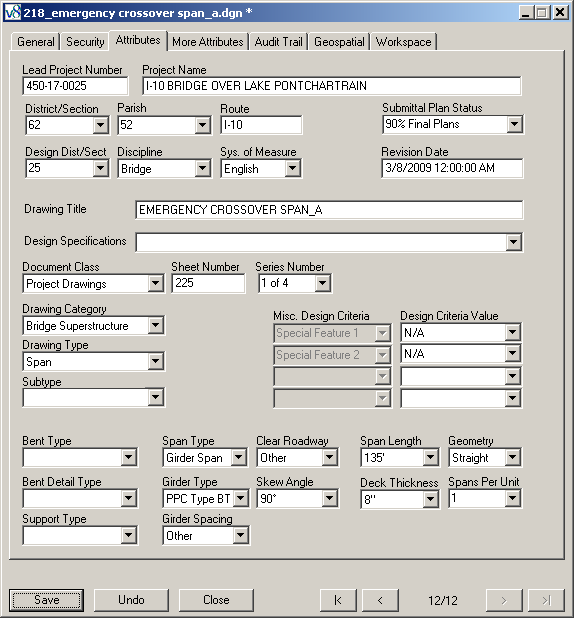 V8 218_emergency crossover span_a.dgn *
General Security Attributes More Attributes Audit Trail Geospatial Workspace
Lead Project Number Project Name
450-17-0025 I-10 BRIDGE OVER LAKE PONTCHARTRAIN
District/Section Parish Route Submittal Plan Status
62 52 I-10 90% Final Plans
Design Dist/Sect Discipline Sys. of Measure Revision Date
25 Bridge English 3/8/2009 12:00:00 AM
Drawing Title EMERGENCY CROSSOVER SPAN_A
Design Specifications
Document Class Sheet Number Series Number
Project Drawings 225 1 of 4
Drawing Category Misc. Design Criteria Design Criteria Value
Bridge Superstructure Special Feature 1 N/A
Drawing Type Special Feature 2 N/A
Span
Subtype
Bent Type Span Type Clear Roadway Span Length Geometry
Girder Span Other 135' Straight
Bent Detail Type Girder Type Skew Angle Deck Thickness Spans Per Unit
PPC Type BT 90° 8" 1
Support Type Girder Spacing
Other
Save Undo Close |< < 12/12 > >|